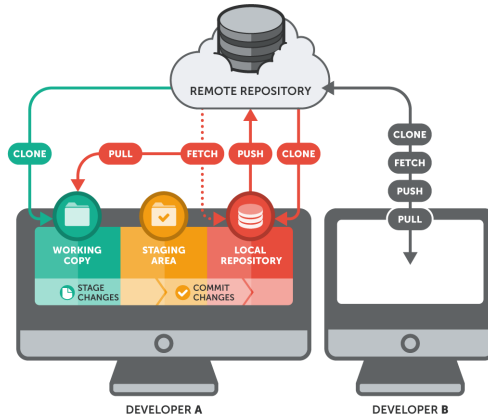 REMOTE REPOSITORY
CLONE
PULL
FETCH
PUSH
CLONE
CLONE
FETCH
PUSH
PULL
WORKING
COPY
STAGING
AREA
LOCAL
REPOSITORY
STAGE
CHANGES
COMMIT
CHANGES
DEVELOPER A
DEVELOPER B